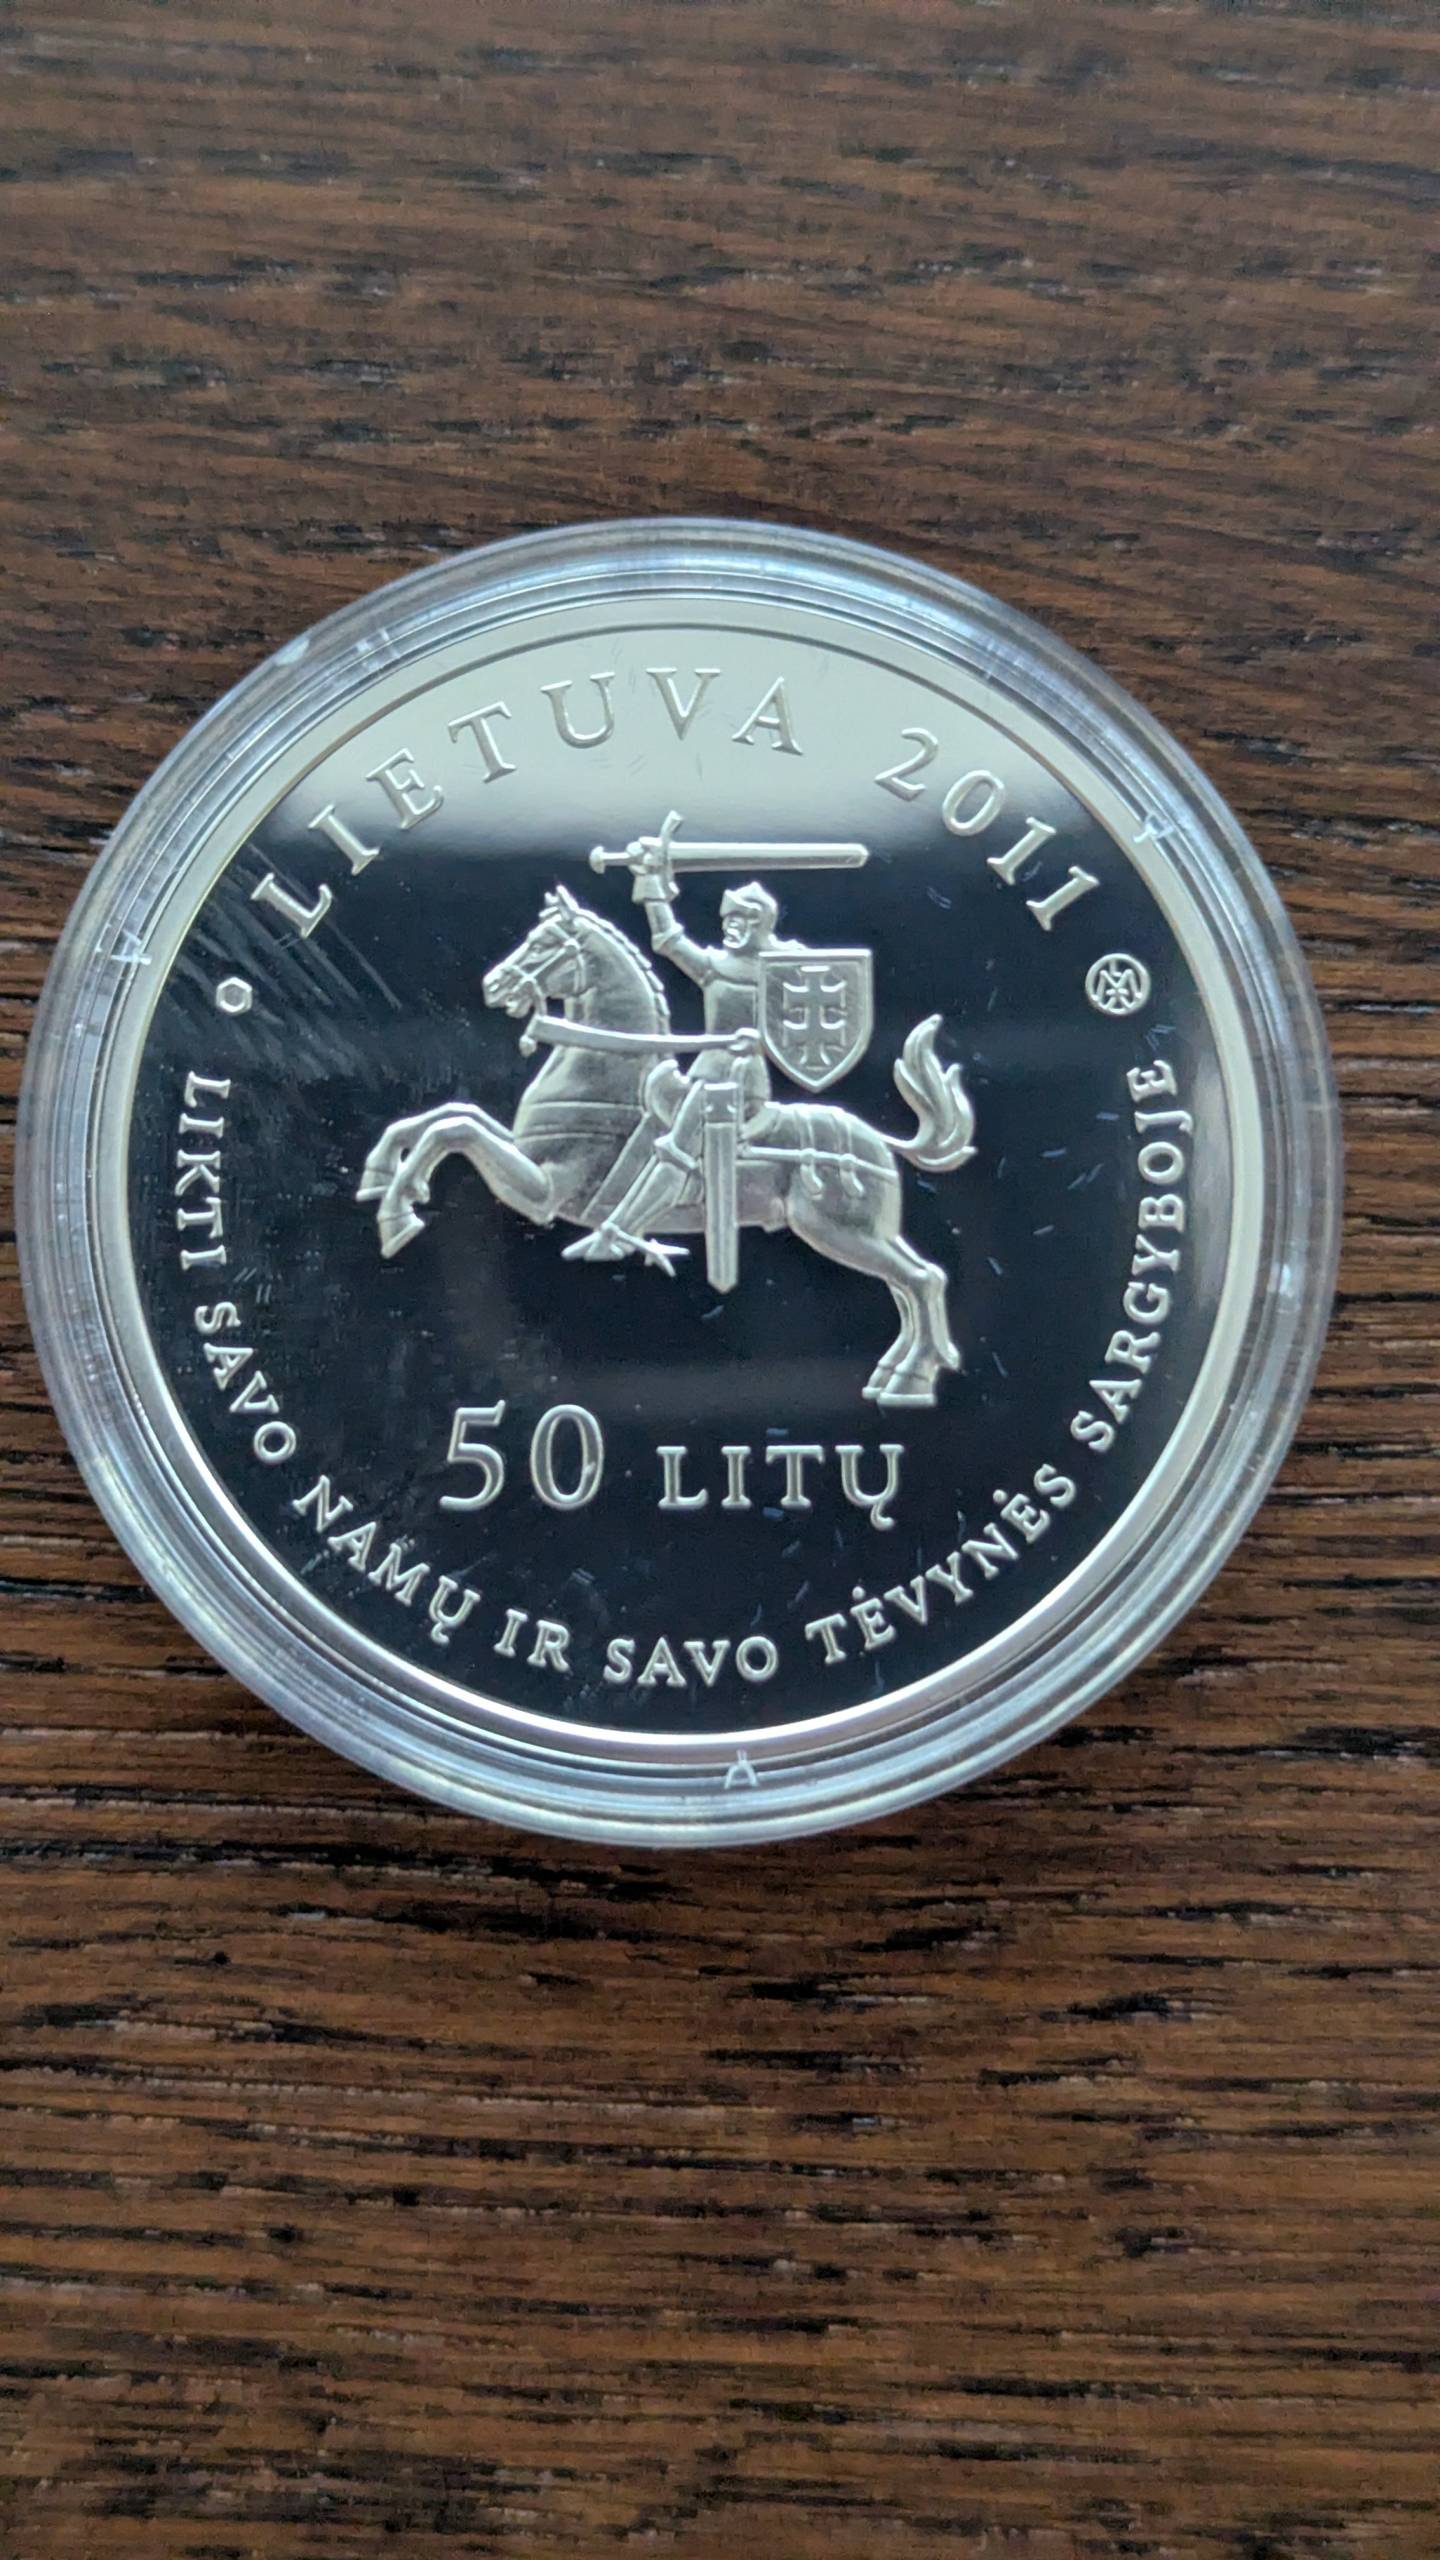 LIETUVA 2011
50 LITŲ
LIKTI SAVO NAMŲ IR SAVO TĖVYNĖS SARGYBOJE